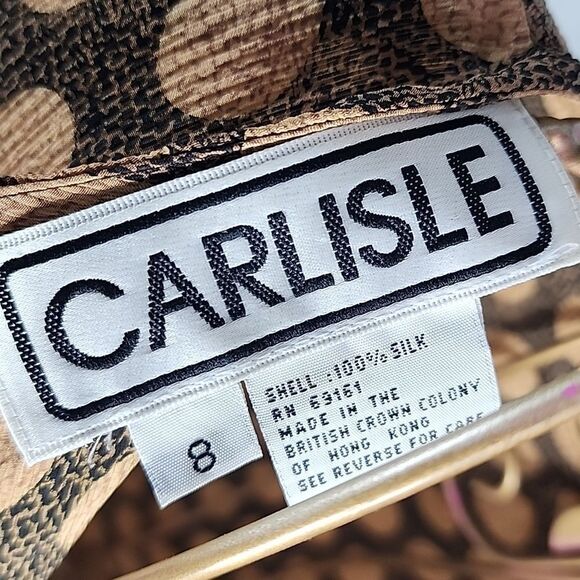 CARLISLE
8
SHELL :100% SILK
RN 69161
MADE IN THE
BRITISH CROWN COLONY
OF HONG KONG
SEE REVERSE FOR CARE